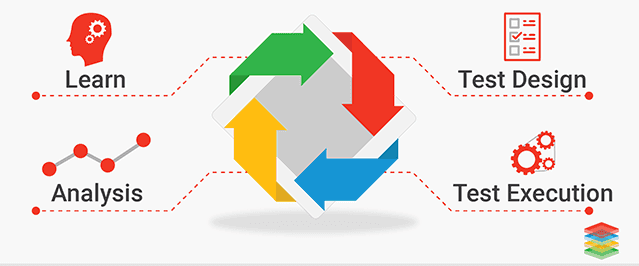 Learn
Test Design
Analysis
Test Execution